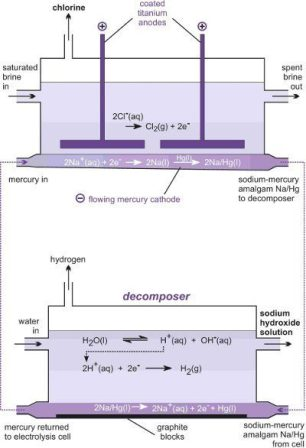 chlorine
coated
titanium
anodes
saturated
brine
in
spent
brine
out
2Cl⁻(aq)
→ Cl₂(g) + 2e⁻
2Na⁺(aq) + 2e⁻ → 2Na(l) Hg(l) → 2Na/Hg(l)
mercury in
flowing mercury cathode
sodium-mercury
amalgam Na/Hg
to decomposer
hydrogen
decomposer
water
in
sodium
hydroxide
solution
H₂O(l) ⇌ H⁺(aq) + OH⁻(aq)
2H⁺(aq) + 2e⁻ → H₂(g)
2Na/Hg(l) → 2Na⁺(aq) + 2e⁻ + Hg(l)
mercury returned
to electrolysis cell
graphite
blocks
sodium-mercury
amalgam Na/Hg
from cell